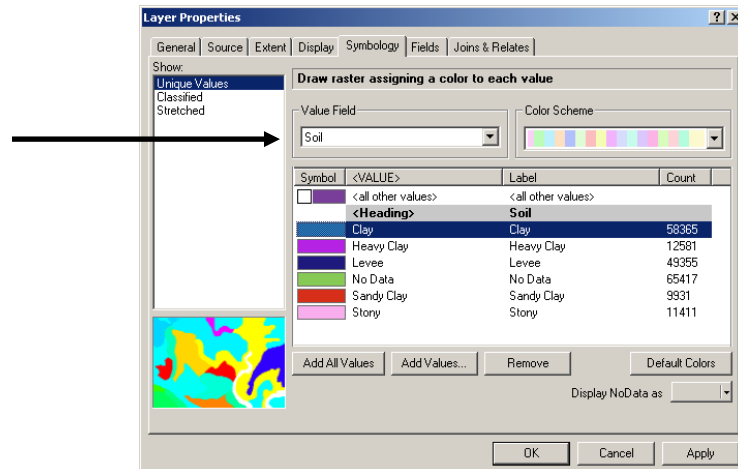 Layer Properties
General Source Extent Display Symbology Fields Joins & Relates
Show:
Unique Values
Classified
Stretched
Draw raster assigning a color to each value
Value Field
Color Scheme
Soil
Symbol <VALUE> Label Count
<all other values> <all other values>
<Heading> Soil
Clay Clay 58365
Heavy Clay Heavy Clay 12581
Levee Levee 49355
No Data No Data 65417
Sandy Clay Sandy Clay 9931
Stony Stony 11411
Add All Values Add Values... Remove Default Colors
Display NoData as
OK Cancel Apply